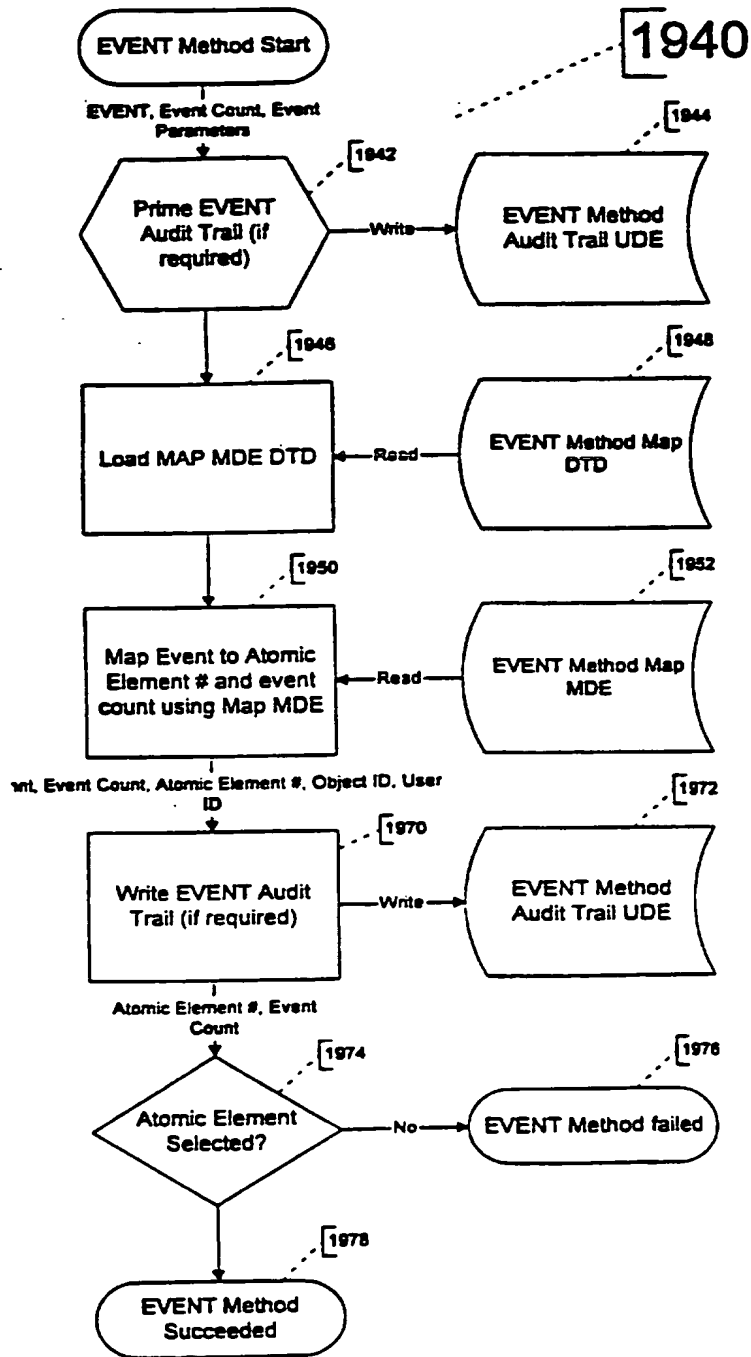 EVENT Method Start
1940
EVENT, Event Count, Event
Parameters
1942
1944
Prime EVENT
Audit Trail (if
required)
Write
EVENT Method
Audit Trail UDE
1946
1948
Load MAP MDE DTD
Read
EVENT Method Map
DTD
1950
1952
Map Event to Atomic
Element # and event
count using Map MDE
Read
EVENT Method Map
MDE
Event Count, Atomic Element #, Object ID, User
ID
1970
1972
Write EVENT Audit
Trail (if required)
Write
EVENT Method
Audit Trail UDE
Atomic Element #, Event
Count
1974
1976
Atomic Element
Selected?
No
EVENT Method failed
1978
EVENT Method
Succeeded